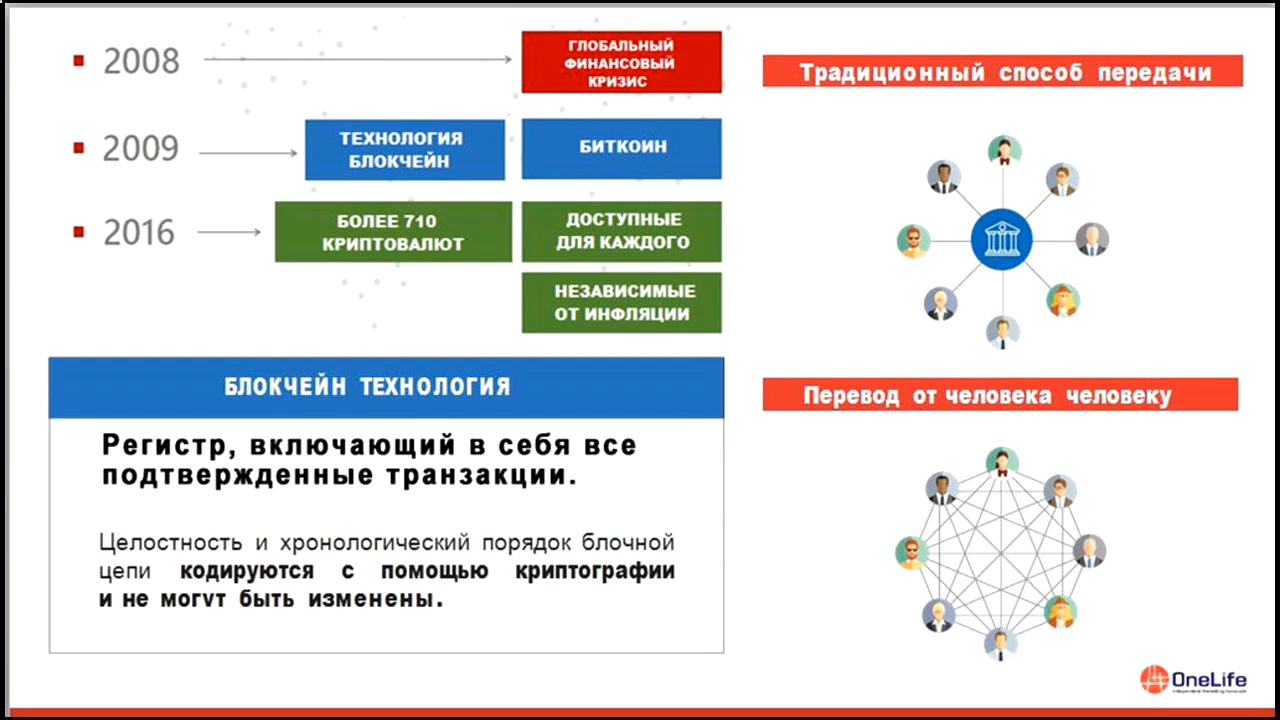 2008
ГЛОБАЛЬНЫЙ
ФИНАНСОВЫЙ
КРИЗИС
2009
ТЕХНОЛОГИЯ
БЛОКЧЕЙН
БИТКОИН
2016
БОЛЕЕ 710
КРИПТОВАЛЮТ
ДОСТУПНЫЕ
ДЛЯ КАЖДОГО
НЕЗАВИСИМЫЕ
ОТ ИНФЛЯЦИИ
БЛОКЧЕЙН ТЕХНОЛОГИЯ
Регистр, включающий в себя все
подтвержденные транзакции.
Целостность и хронологический порядок блочной
цепи кодируются с помощью криптографии
и не могут быть изменены.
Традиционный способ передачи
Перевод от человека человеку
OneLife